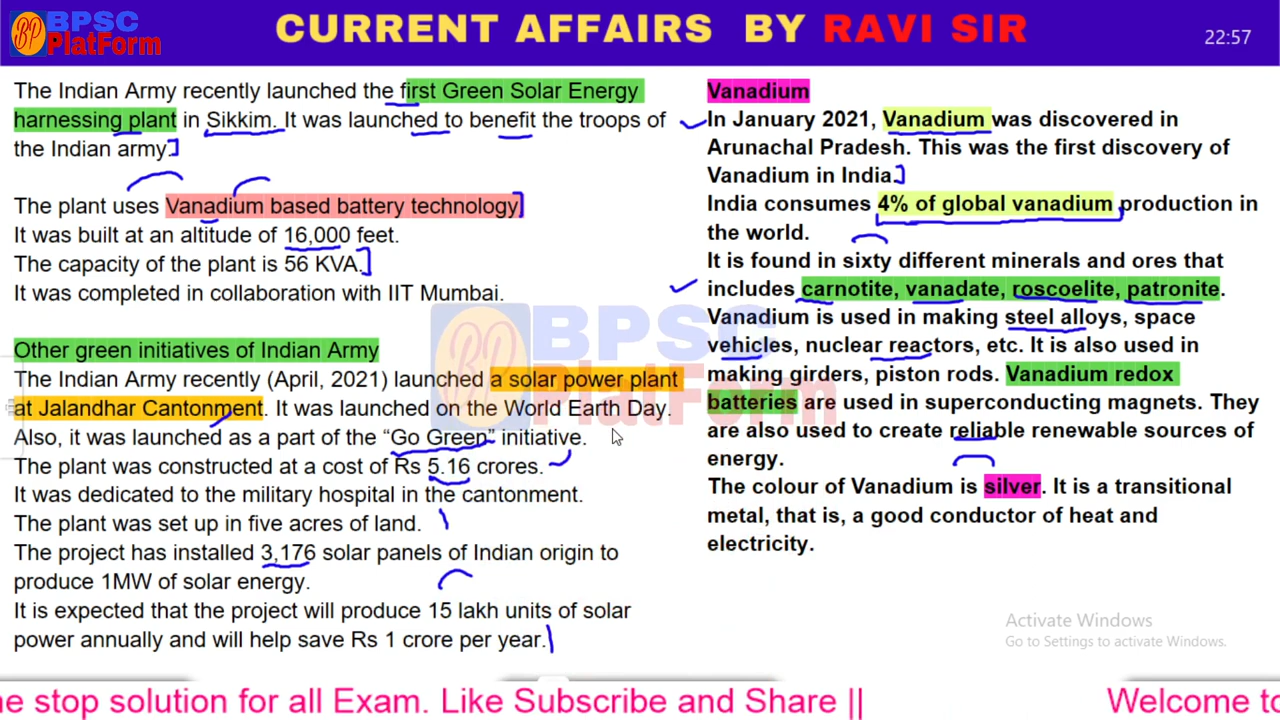 BPSC
PlatForm
BP
CURRENT AFFAIRS BY RAVI SIR
22:57
The Indian Army recently launched the first Green Solar Energy
harnessing plant in Sikkim. It was launched to benefit the troops of
the Indian army.
The plant uses Vanadium based battery technology
It was built at an altitude of 16,000 feet.
The capacity of the plant is 56 KVA.
It was completed in collaboration with IIT Mumbai.
Other green initiatives of Indian Army
The Indian Army recently (April, 2021) launched a solar power plant
at Jalandhar Cantonment. It was launched on the World Earth Day.
Also, it was launched as a part of the “Go Green” initiative.
The plant was constructed at a cost of Rs 5.16 crores.
It was dedicated to the military hospital in the cantonment.
The plant was set up in five acres of land.
The project has installed 3,176 solar panels of Indian origin to
produce 1MW of solar energy.
It is expected that the project will produce 15 lakh units of solar
power annually and will help save Rs 1 crore per year.
Vanadium
In January 2021, Vanadium was discovered in
Arunachal Pradesh. This was the first discovery of
Vanadium in India.
India consumes 4% of global vanadium production in
the world.
It is found in sixty different minerals and ores that
includes carnotite, vanadate, roscoelite, patronite.
Vanadium is used in making steel alloys, space
vehicles, nuclear reactors, etc. It is also used in
making girders, piston rods. Vanadium redox
batteries are used in superconducting magnets. They
are also used to create reliable renewable sources of
energy.
The colour of Vanadium is silver. It is a transitional
metal, that is, a good conductor of heat and
electricity.
BP
BPSC
PlatForm
Activate Windows
Go to Settings to activate Windows.
ne stop solution for all Exam. Like Subscribe and Share || Welcome to